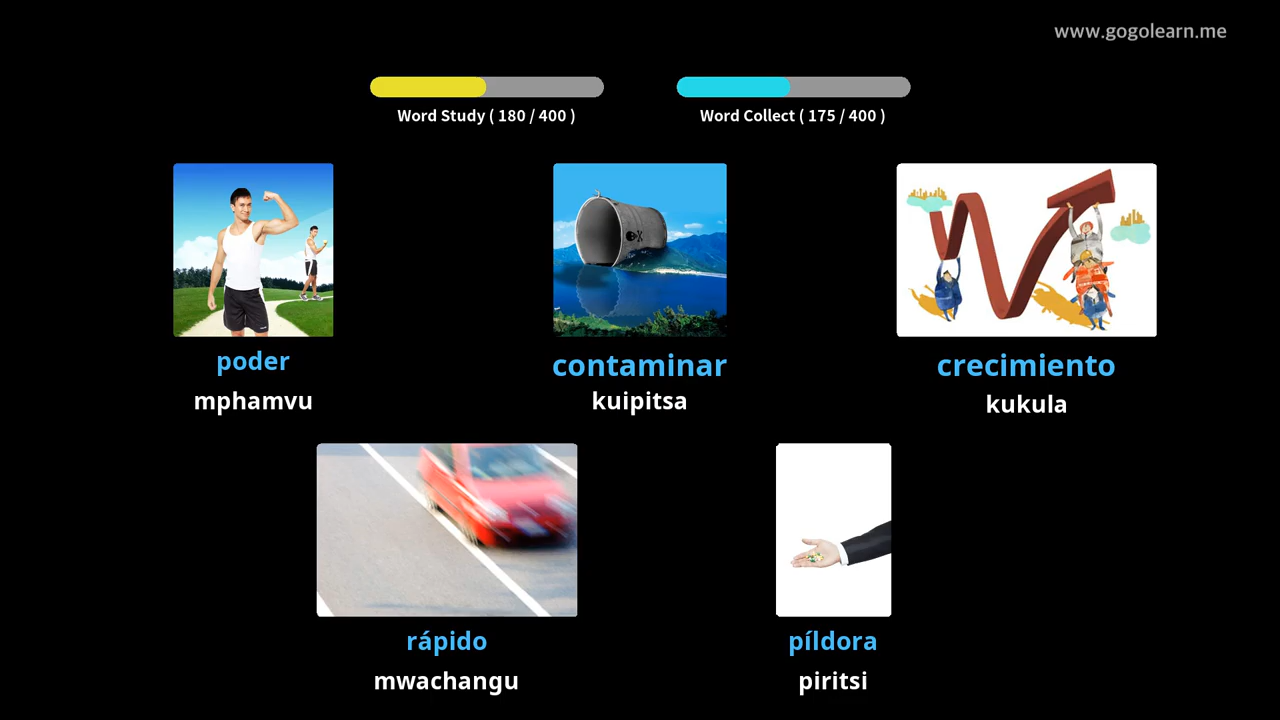 www.gogolearn.me
Word Study ( 180 / 400 )
Word Collect ( 175 / 400 )
poder
mphamvu
contaminar
kuipitsa
crecimiento
kukula
rápido
mwachangu
píldora
piritsi